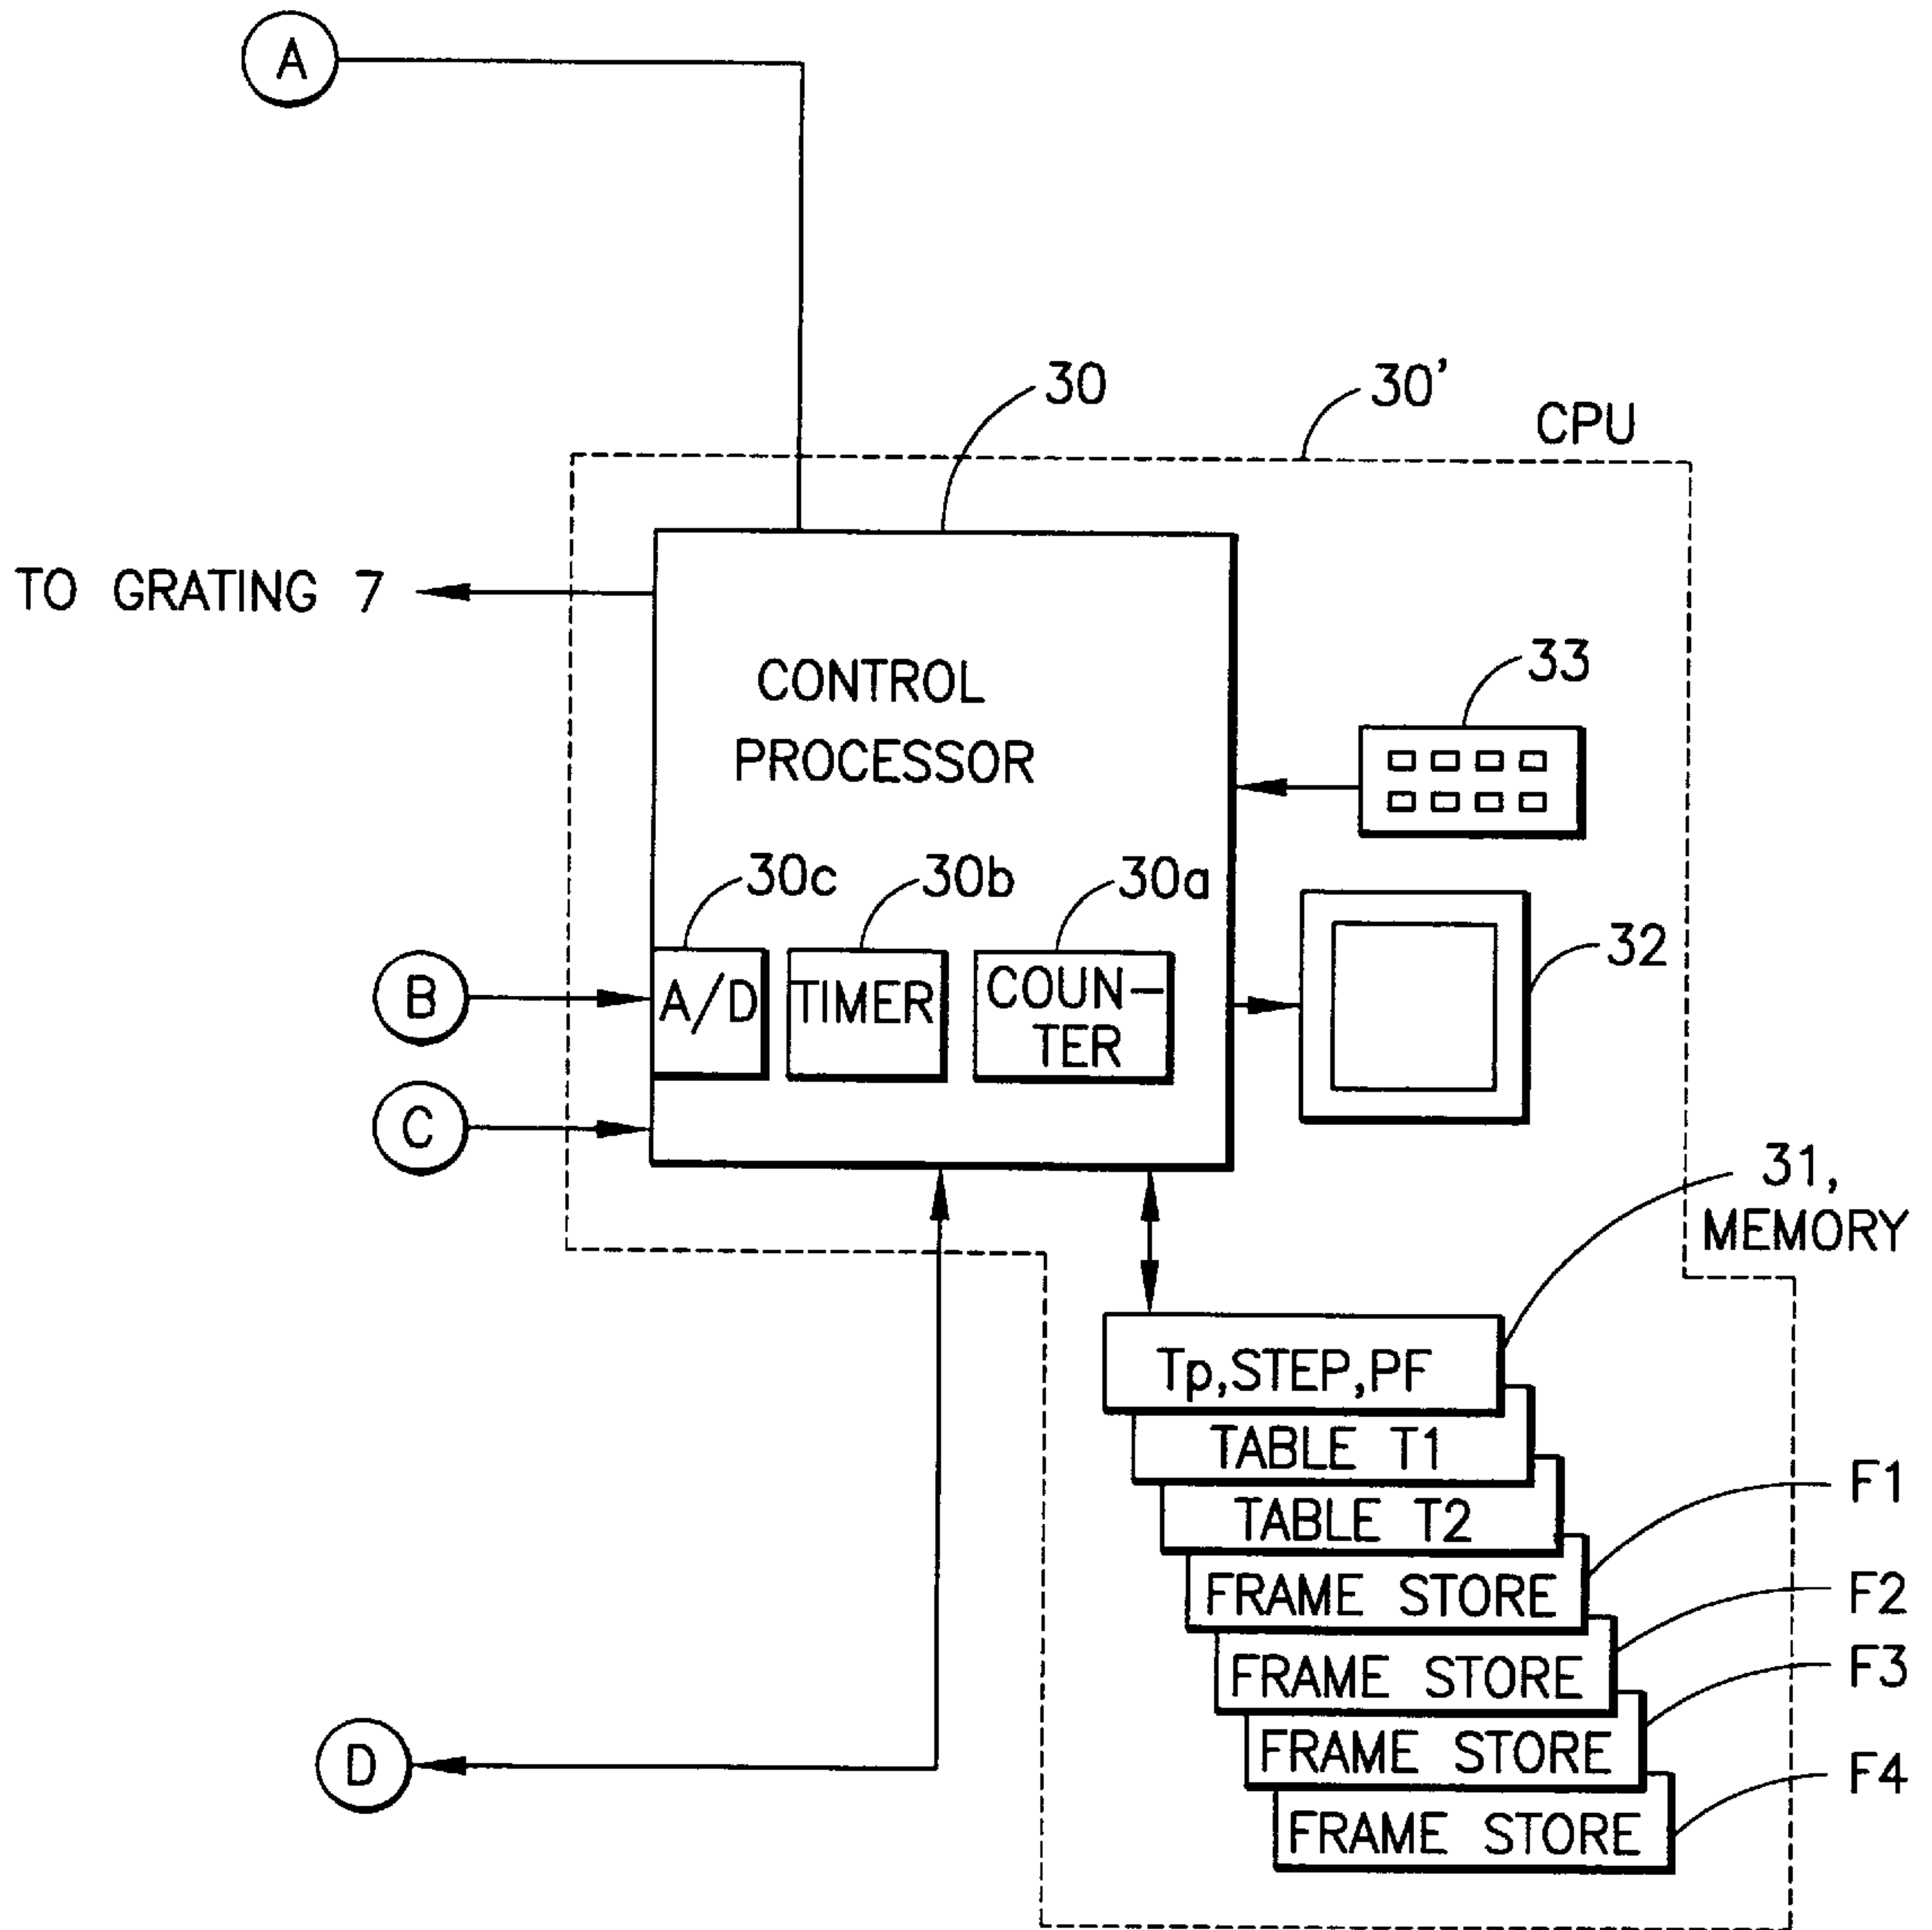 A
30
30'
CPU
TO GRATING 7
CONTROL
PROCESSOR
33
30c
30b
30a
32
B
A/D
TIMER
COUN-
TER
C
31,
MEMORY
Tp,STEP,PF
TABLE T1
TABLE T2
F1
FRAME STORE
F2
FRAME STORE
F3
FRAME STORE
F4
FRAME STORE
D